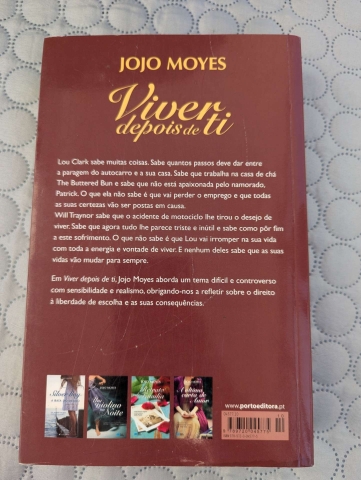 JOJO MOYES
Viver
depois de ti
Lou Clark sabe muitas coisas. Sabe quantos passos deve dar entre
a paragem do autocarro e a sua casa. Sabe que trabalha na casa de chá
The Buttered Bun e sabe que não está apaixonada pelo namorado,
Patrick. O que ela não sabe é que vai perder o emprego e que todas
as suas certezas vão ser postas em causa.
Will Traynor sabe que o acidente de motociclo lhe tirou o desejo de
viver. Sabe que agora tudo lhe parece triste e inútil e sabe como pôr fim
a este sofrimento. O que não sabe é que Lou vai irromper na sua vida
com toda a energia e vontade de viver. E nenhum deles sabe que as suas
vidas vão mudar para sempre.
Em Viver depois de ti, Jojo Moyes aborda um tema difícil e controverso
com sensibilidade e realismo, obrigando-nos a refletir sobre o direito
à liberdade de escolha e as suas consequências.
Silver Bay
Noite
A última
carta de
amor
www.portoeditora.pt